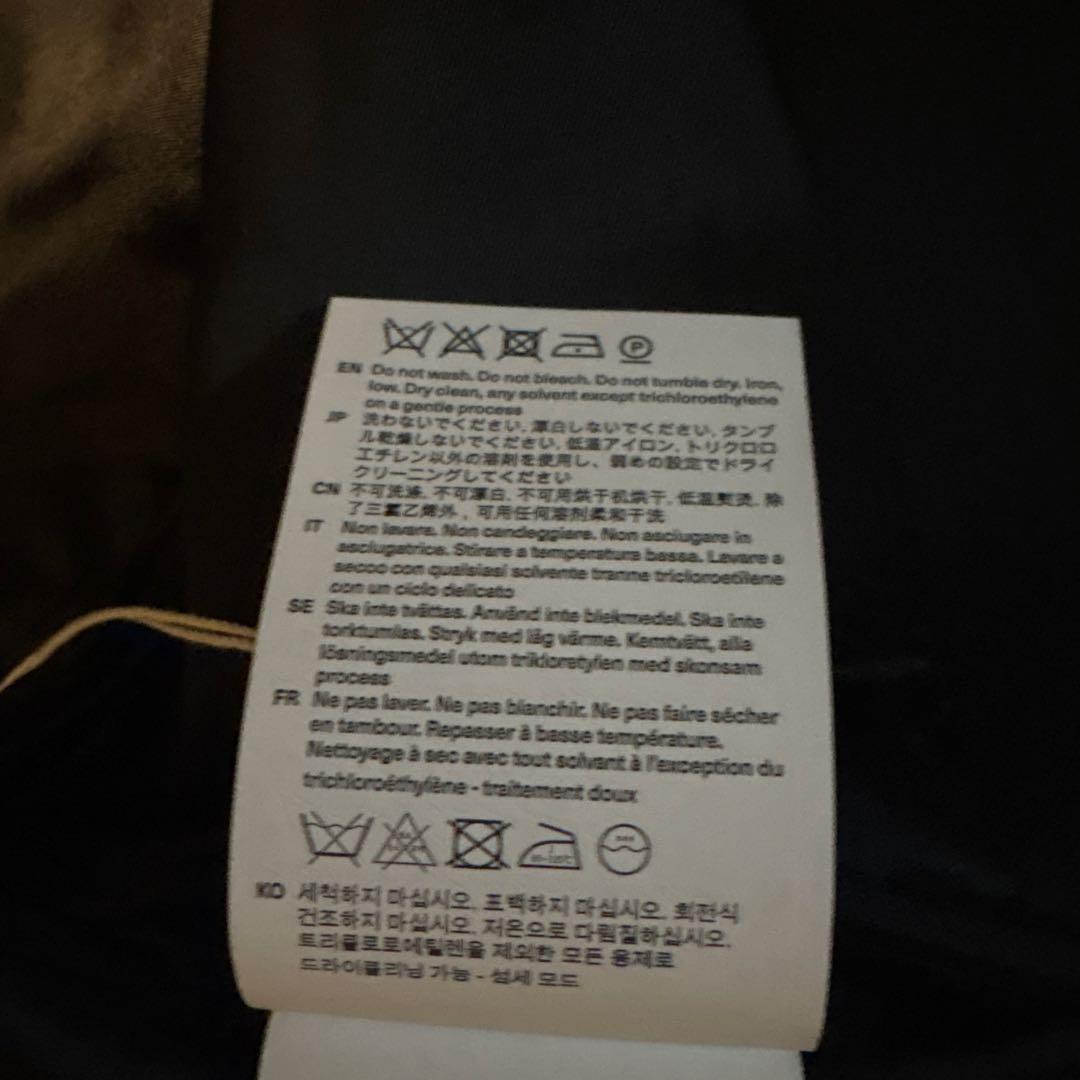 P
EN Do not wash. Do not bleach. Do not tumble dry. Iron,
low. Dry clean, any solvent except trichloroethylene
on a gentle process
JP 洗わないでください, 漂白しないでください, タンブ
ル乾燥しないでください, 低温アイロン, トリクロロ
エチレン以外の溶剤を使用し、弱めの設定でドライ
クリーニングしてください
CN 不可洗涤, 不可漂白, 不可用烘干机烘干, 低温熨烫, 除
了三氯乙烯外，可用任何溶剂柔和干洗
IT Non lavare. Non candeggiare. Non asciugare in
asciugatrice. Stirare a temperatura bassa. Lavare a
secco con qualsiasi solvente tranne tricloroetilene
con un ciclo delicato
SE Ska inte tvättas. Använd inte blekmedel. Ska inte
torktumlas. Stryk med låg värme. Kemtvätt, alla
lösningsmedel utom trikloretylen med skonsam
process
FR Ne pas laver. Ne pas blanchir. Ne pas faire sécher
en tambour. Repasser à basse température.
Nettoyage à sec avec tout solvant à l'exception du
trichloroéthylène - traitement doux
KO 세척하지 마십시오. 표백하지 마십시오. 회전식
건조하지 마십시오. 저온으로 다림질하십시오.
트리클로로에틸렌을 제외한 모든 용제로
드라이클리닝 가능 - 섬세 모드